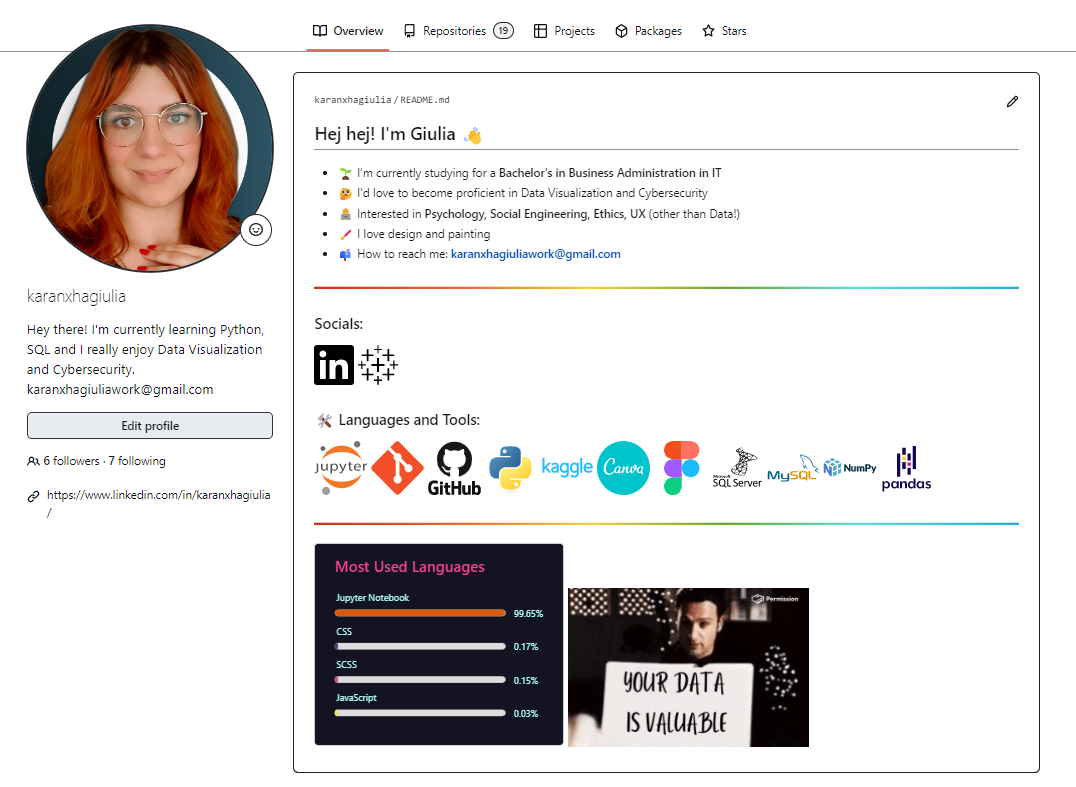 Overview Repositories 19 Projects Packages Stars
karanxhagiulia / README.md
Hej hej! I'm Giulia 👋
🌱 I'm currently studying for a Bachelor's in Business Administration in IT
🤔 I'd love to become proficient in Data Visualization and Cybersecurity
Interested in Psychology, Social Engineering, Ethics, UX (other than Data!)
🖌️ I love design and painting
📫 How to reach me: karanxhagiuliawork@gmail.com
karanxhagiulia
Hey there! I'm currently learning Python,
SQL and I really enjoy Data Visualization
and Cybersecurity.
karanxhagiuliawork@gmail.com
Edit profile
6 followers · 7 following
https://www.linkedin.com/in/karanxhagiulia
/
Socials:
in
🛠️ Languages and Tools:
jupyter
GitHub
kaggle
Canva
Microsoft
SQL Server
MySQL
NumPy
pandas
Most Used Languages
Jupyter Notebook
99.65%
CSS
0.17%
SCSS
0.15%
JavaScript
0.03%
Permission
YOUR DATA
IS VALUABLE